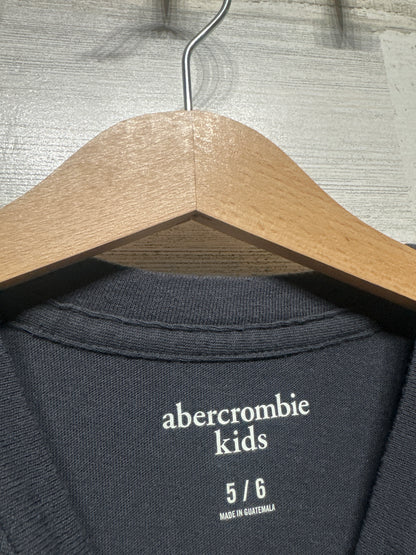 abercrombie
kids
5 / 6
MADE IN GUATEMALA